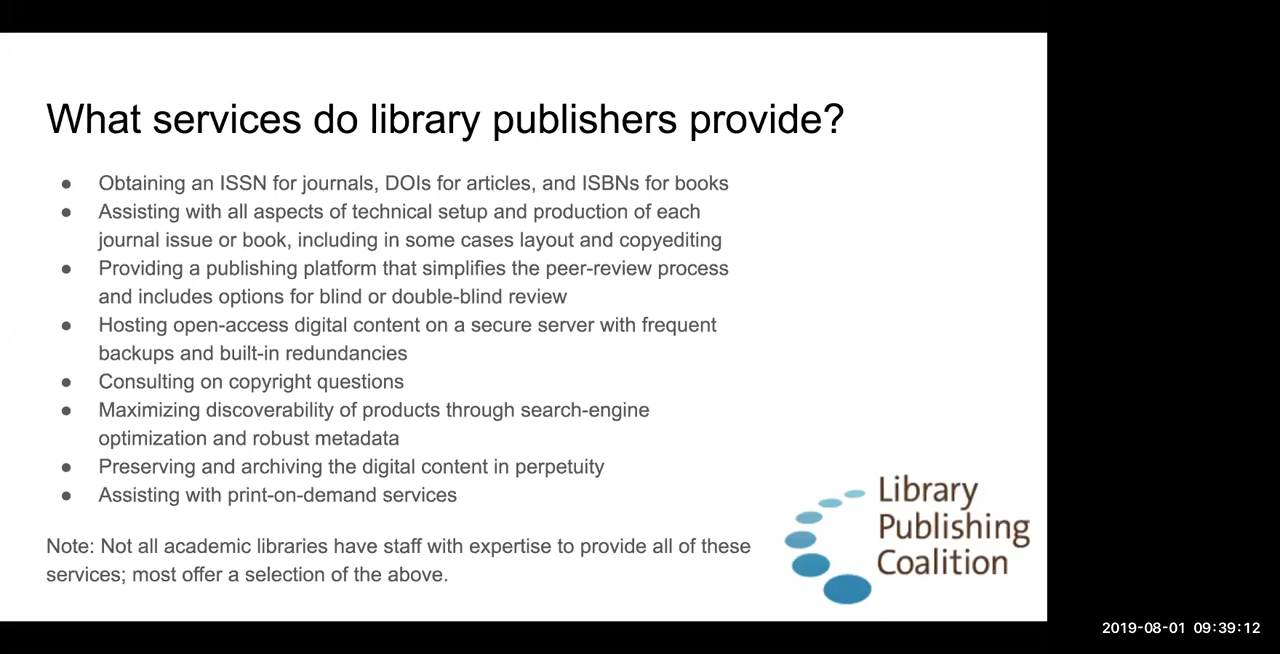 What services do library publishers provide?
● Obtaining an ISSN for journals, DOIs for articles, and ISBNs for books
● Assisting with all aspects of technical setup and production of each
journal issue or book, including in some cases layout and copyediting
● Providing a publishing platform that simplifies the peer-review process
and includes options for blind or double-blind review
● Hosting open-access digital content on a secure server with frequent
backups and built-in redundancies
● Consulting on copyright questions
● Maximizing discoverability of products through search-engine
optimization and robust metadata
● Preserving and archiving the digital content in perpetuity
● Assisting with print-on-demand services
Note: Not all academic libraries have staff with expertise to provide all of these
services; most offer a selection of the above.
Library
Publishing
Coalition
2019-08-01 09:39:12